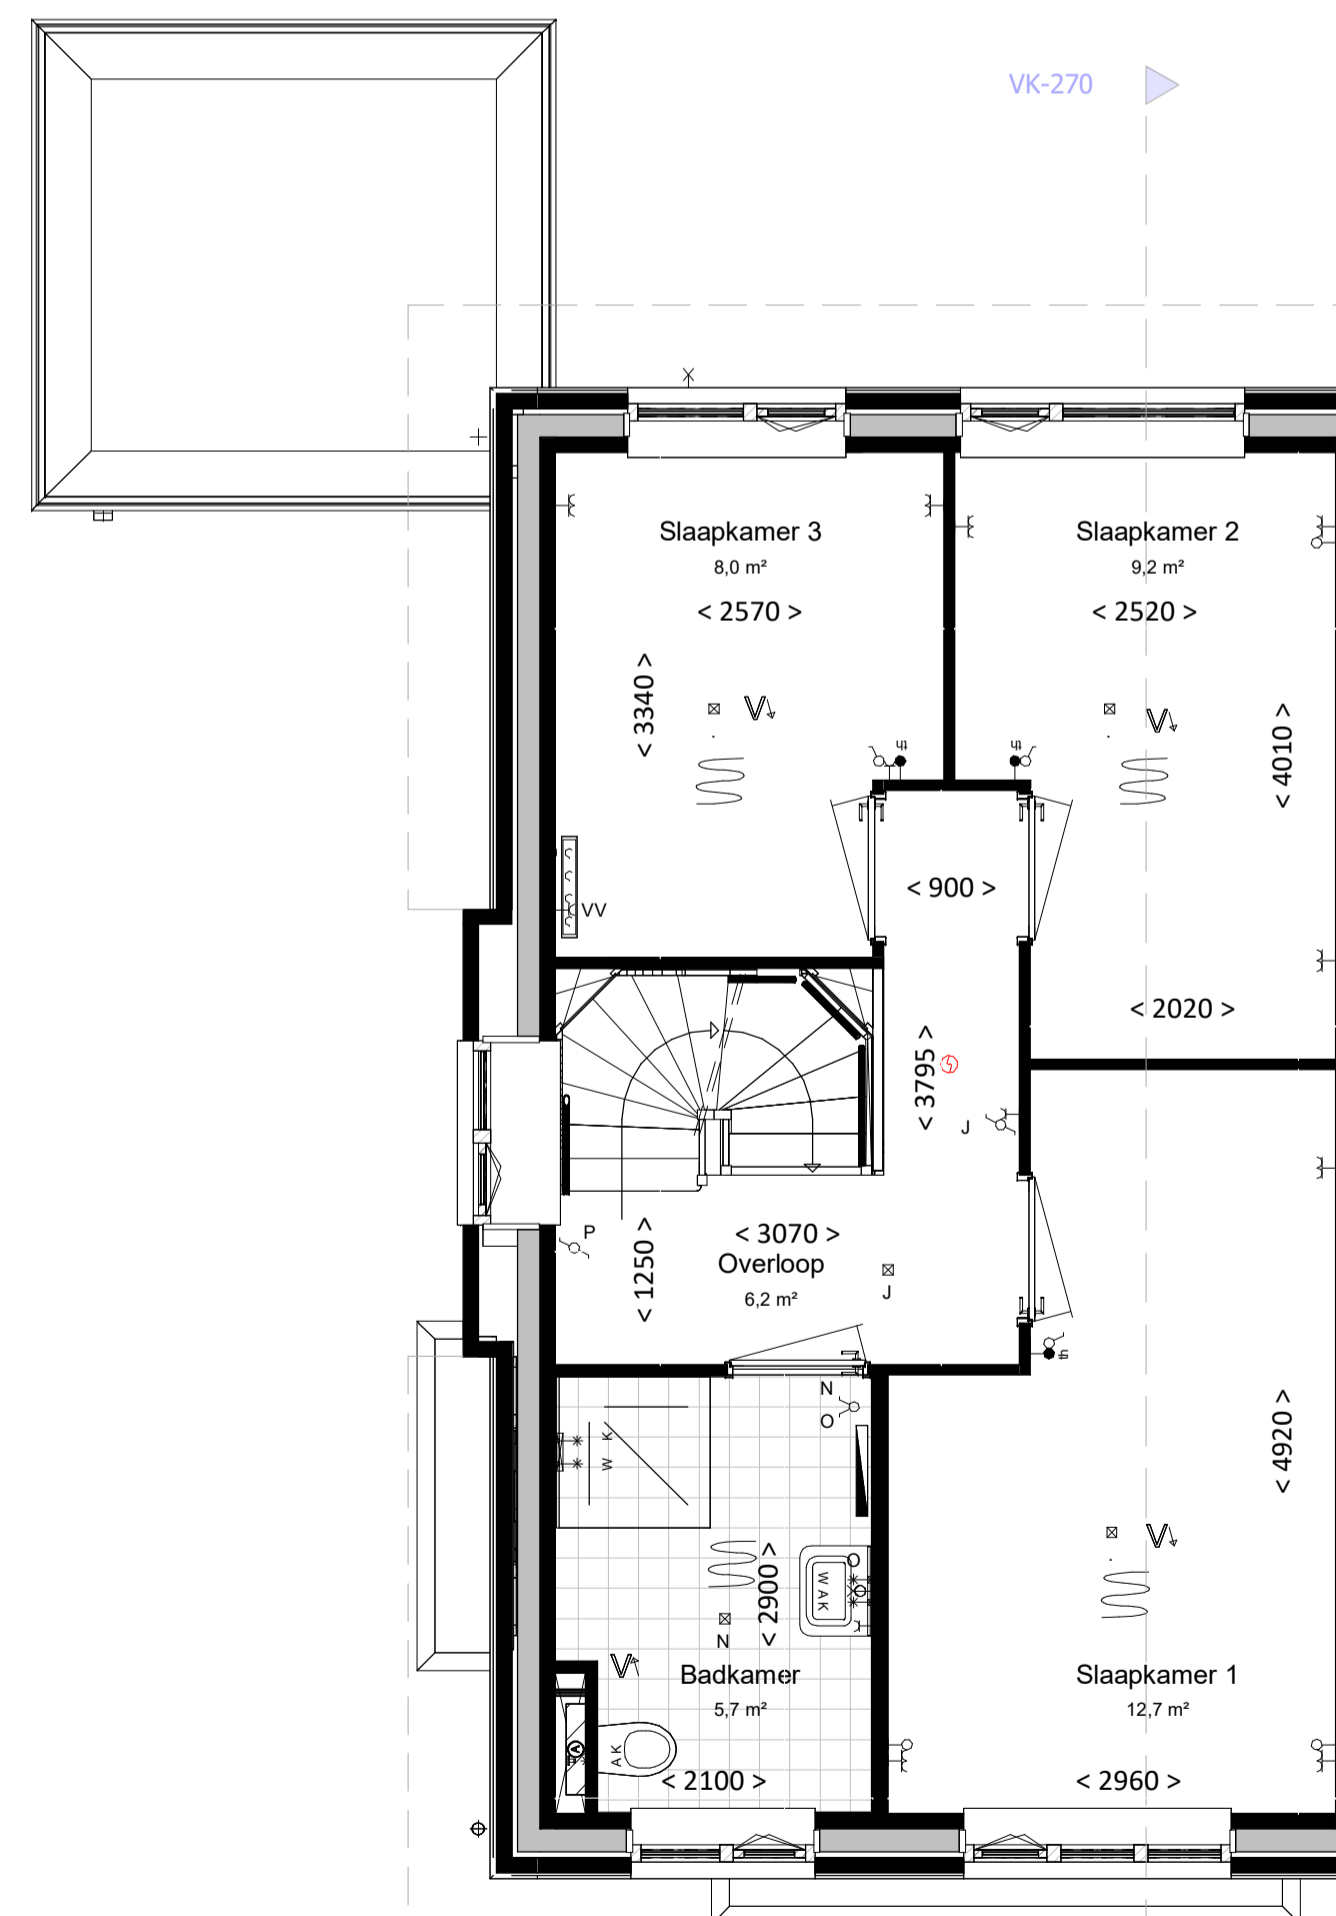 VK-270
Slaapkamer 3
8,0 m²
< 2570 >
< 3340 >
Slaapkamer 2
9,2 m²
< 2520 >
< 4010 >
VV
< 900 >
< 2020 >
< 3795 >
J
P
< 1250 >
< 3070 >
Overloop
6,2 m²
J
N
O
W K
< 4920 >
< 2900 >
WAK
N
Badkamer
5,7 m²
Slaapkamer 1
12,7 m²
A
AK
< 2100 >
< 2960 >